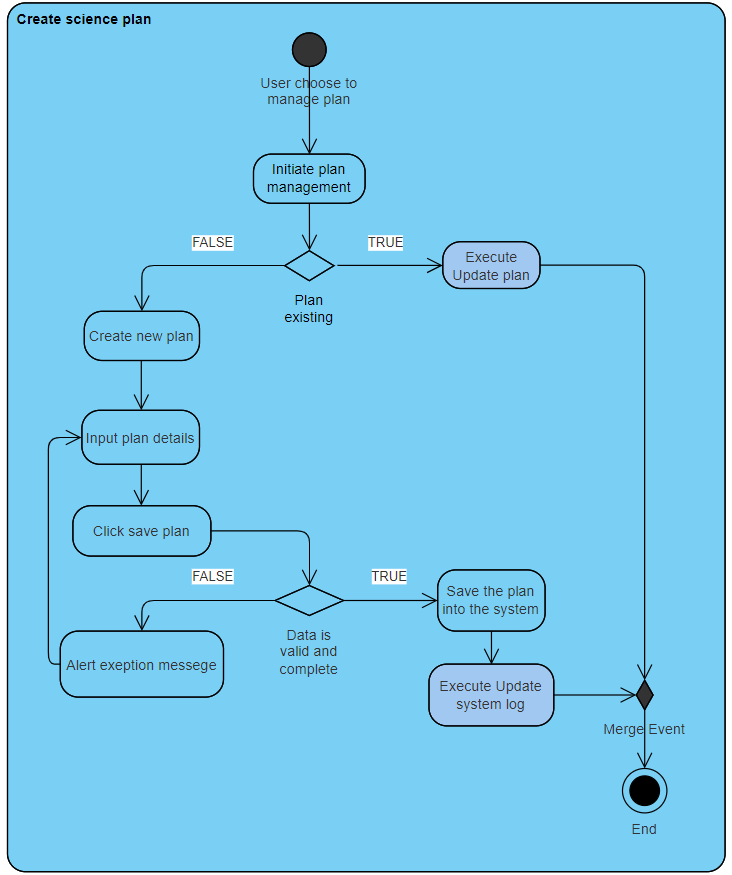 Create science plan
User choose to
manage plan
Initiate plan
management
FALSE
TRUE
Execute
Update plan
Plan
existing
Create new plan
Input plan details
Click save plan
FALSE
TRUE
Save the plan
into the system
Data is
valid and
complete
Alert exeption messege
Execute Update
system log
Merge Event
End